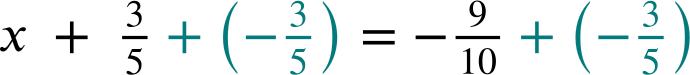 x + 3/5 + (−3/5) = −9/10 + (−3/5)